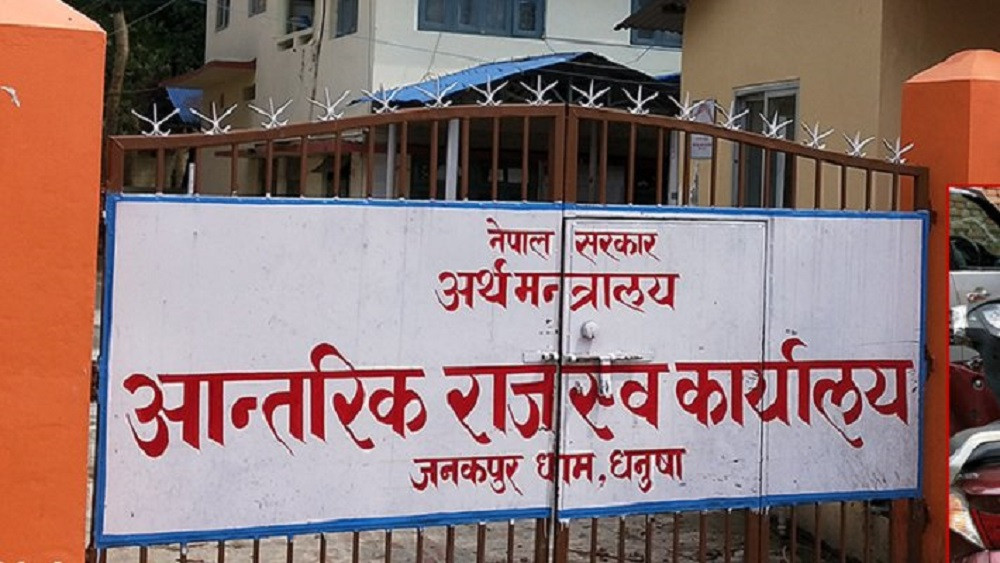 नेपाल सरकार
अर्थ मन्त्रालय
आन्तरिक राजस्व कार्यालय
जनकपुर धाम, धनुषा